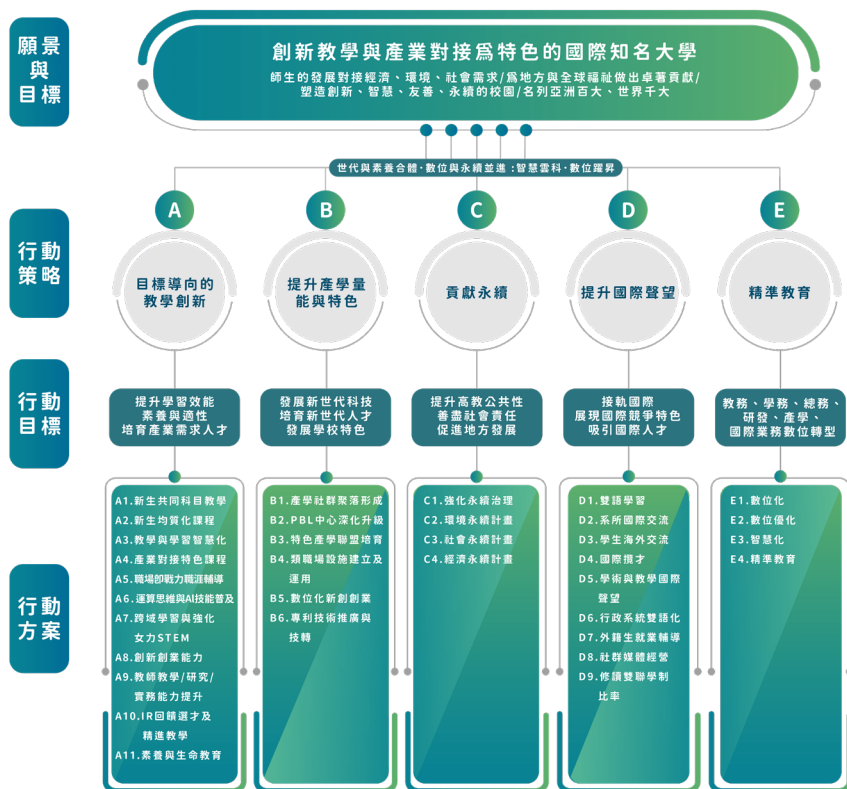 願景
與
目標
創新教學與產業對接為特色的國際知名大學
師生的發展對接經濟、環境、社會需求/為地方與全球福祉做出卓著貢獻/
塑造創新、智慧、友善、永續的校園/名列亞洲百大、世界千大
世代與素養合體·數位與永續並進:智慧雲科·數位躍昇
行動
策略
A
目標導向的
教學創新
B
提升產學量
能與特色
C
貢獻永續
D
提升國際聲望
E
精準教育
行動
目標
提升學習效能
素養與適性
培育產業需求人才
發展新世代科技
培育新世代人才
發展學校特色
提升高教公共性
善盡社會責任
促進地方發展
接軌國際
展現國際競爭特色
吸引國際人才
教務、學務、總務、
研發、產學、
國際業務數位轉型
行動
方案
A1.新生共同科目教學
A2.新生均質化課程
A3.教學與學習智慧化
A4.產業對接特色課程
A5.職場即戰力職涯輔導
A6.運算思維與AI技能普及
A7.跨域學習與強化
女力STEM
A8.創新創業能力
A9.教師教學/研究/
實務能力提升
A10.IR回饋選才及
精進教學
A11.素養與生命教育
B1.產學社群聚落形成
B2.PBL中心深化升級
B3.特色產學聯盟培育
B4.類職場設施建立及
運用
B5.數位化新創創業
B6.專利技術推廣與
技轉
C1.強化永續治理
C2.環境永續計畫
C3.社會永續計畫
C4.經濟永續計畫
D1.雙語學習
D2.系所國際交流
D3.學生海外交流
D4.國際攬才
D5.學術與教學國際
聲望
D6.行政系統雙語化
D7.外籍生就業輔導
D8.社群媒體經營
D9.修讀雙聯學制
比率
E1.數位化
E2.數位優化
E3.智慧化
E4.精準教育